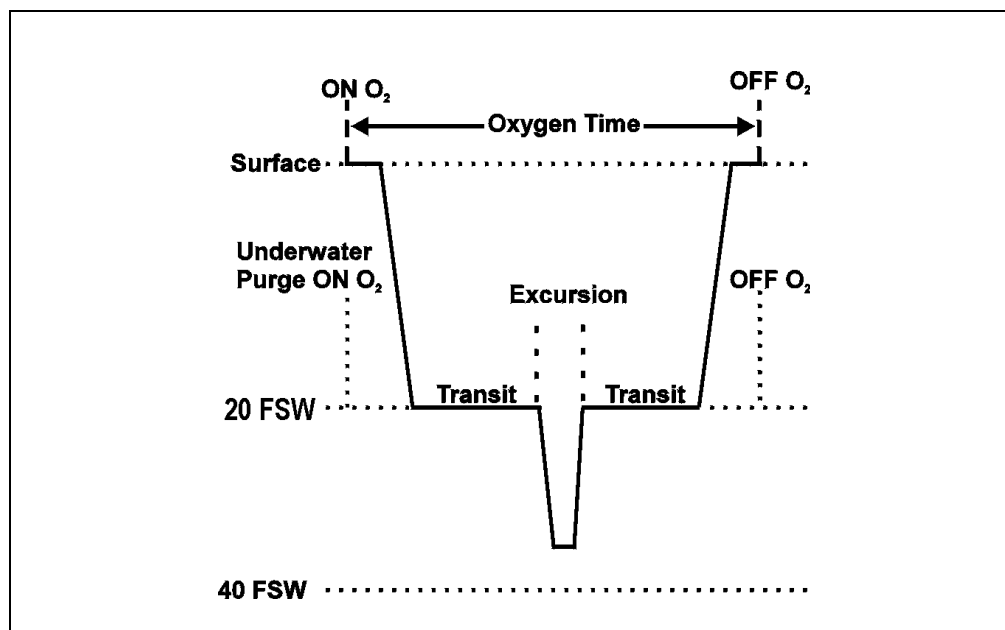 ON O₂
OFF O₂
Oxygen Time
Surface
Underwater
Purge ON O₂
OFF O₂
Excursion
Transit
Transit
20 FSW
40 FSW